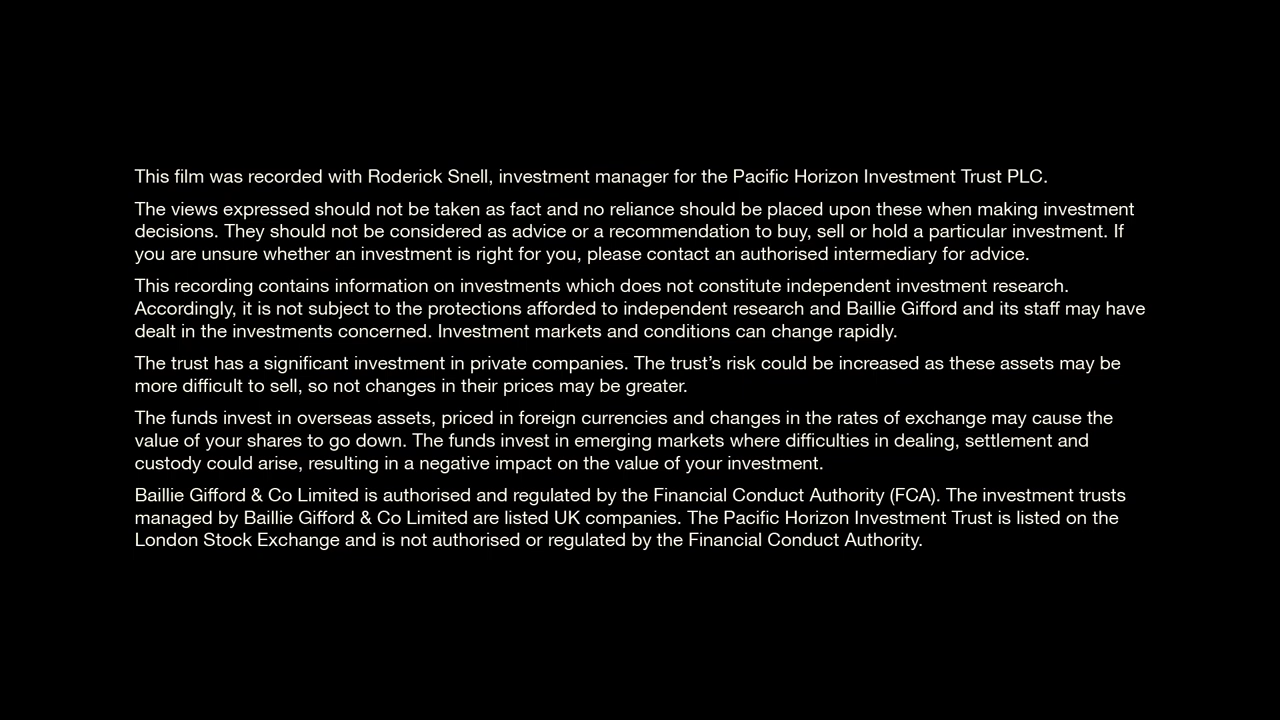 This film was recorded with Roderick Snell, investment manager for the Pacific Horizon Investment Trust PLC.
The views expressed should not be taken as fact and no reliance should be placed upon these when making investment
decisions. They should not be considered as advice or a recommendation to buy, sell or hold a particular investment. If
you are unsure whether an investment is right for you, please contact an authorised intermediary for advice.
This recording contains information on investments which does not constitute independent investment research.
Accordingly, it is not subject to the protections afforded to independent research and Baillie Gifford and its staff may have
dealt in the investments concerned. Investment markets and conditions can change rapidly.
The trust has a significant investment in private companies. The trust’s risk could be increased as these assets may be
more difficult to sell, so not changes in their prices may be greater.
The funds invest in overseas assets, priced in foreign currencies and changes in the rates of exchange may cause the
value of your shares to go down. The funds invest in emerging markets where difficulties in dealing, settlement and
custody could arise, resulting in a negative impact on the value of your investment.
Baillie Gifford & Co Limited is authorised and regulated by the Financial Conduct Authority (FCA). The investment trusts
managed by Baillie Gifford & Co Limited are listed UK companies. The Pacific Horizon Investment Trust is listed on the
London Stock Exchange and is not authorised or regulated by the Financial Conduct Authority.